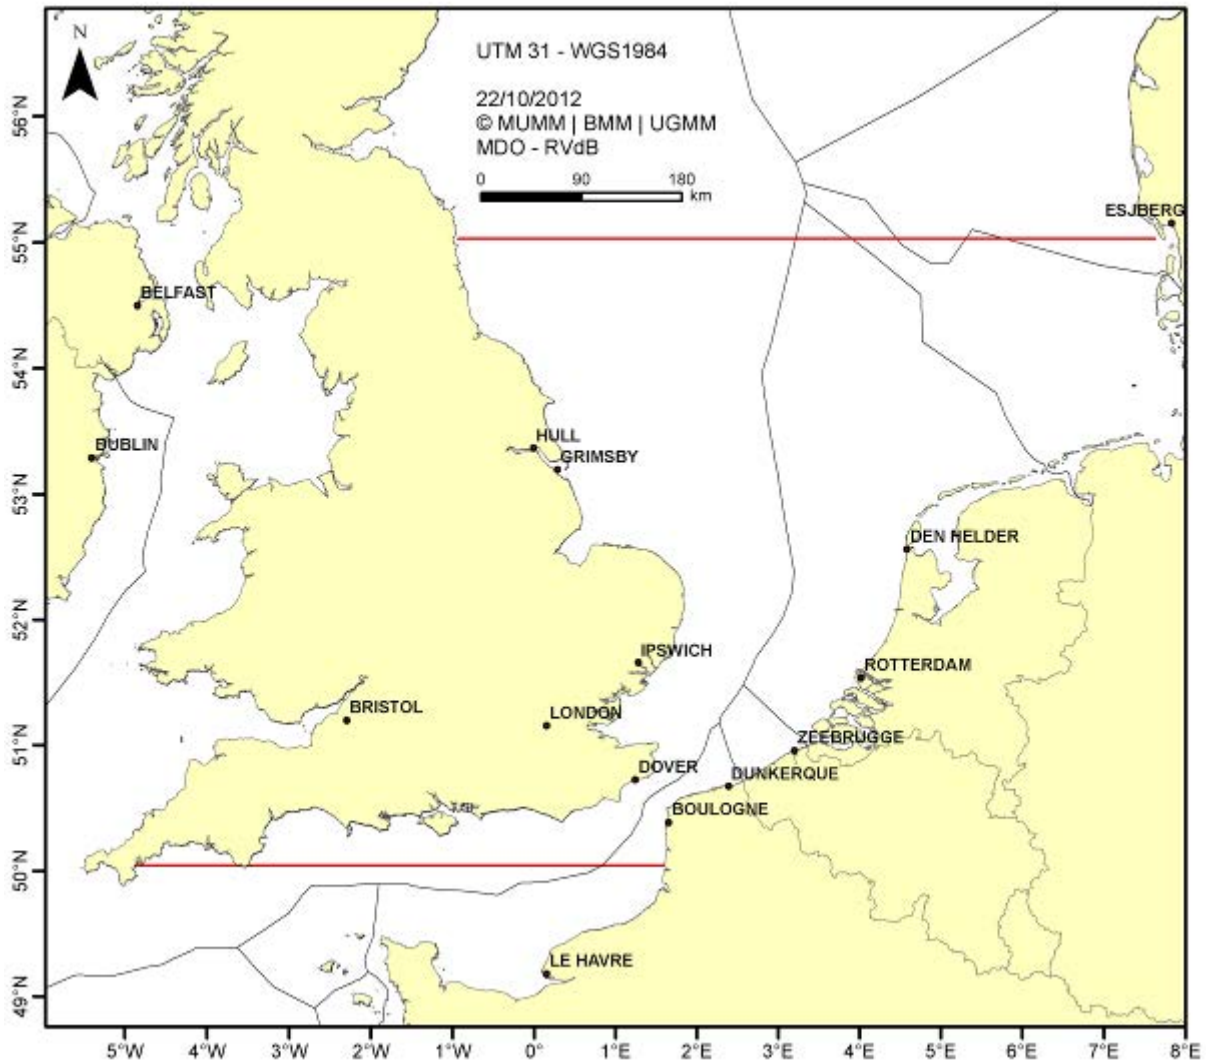 N
UTM 31 - WGS1984
22/10/2012
© MUMM | BMM | UGMM
MDO - RVdB
0 90 180
km
56°N
55°N
54°N
53°N
52°N
51°N
50°N
49°N
ESJBERG
BELFAST
BUBLIN
HULL
GRIMSBY
DEN HELDER
IPSWICH
ROTTERDAM
BRISTOL
LONDON
ZEEBRUGGE
DOVER
DUNKERQUE
BOULOGNE
LE HAVRE
5°W 4°W 3°W 2°W 1°W 0° 1°E 2°E 3°E 4°E 5°E 6°E 7°E 8°E